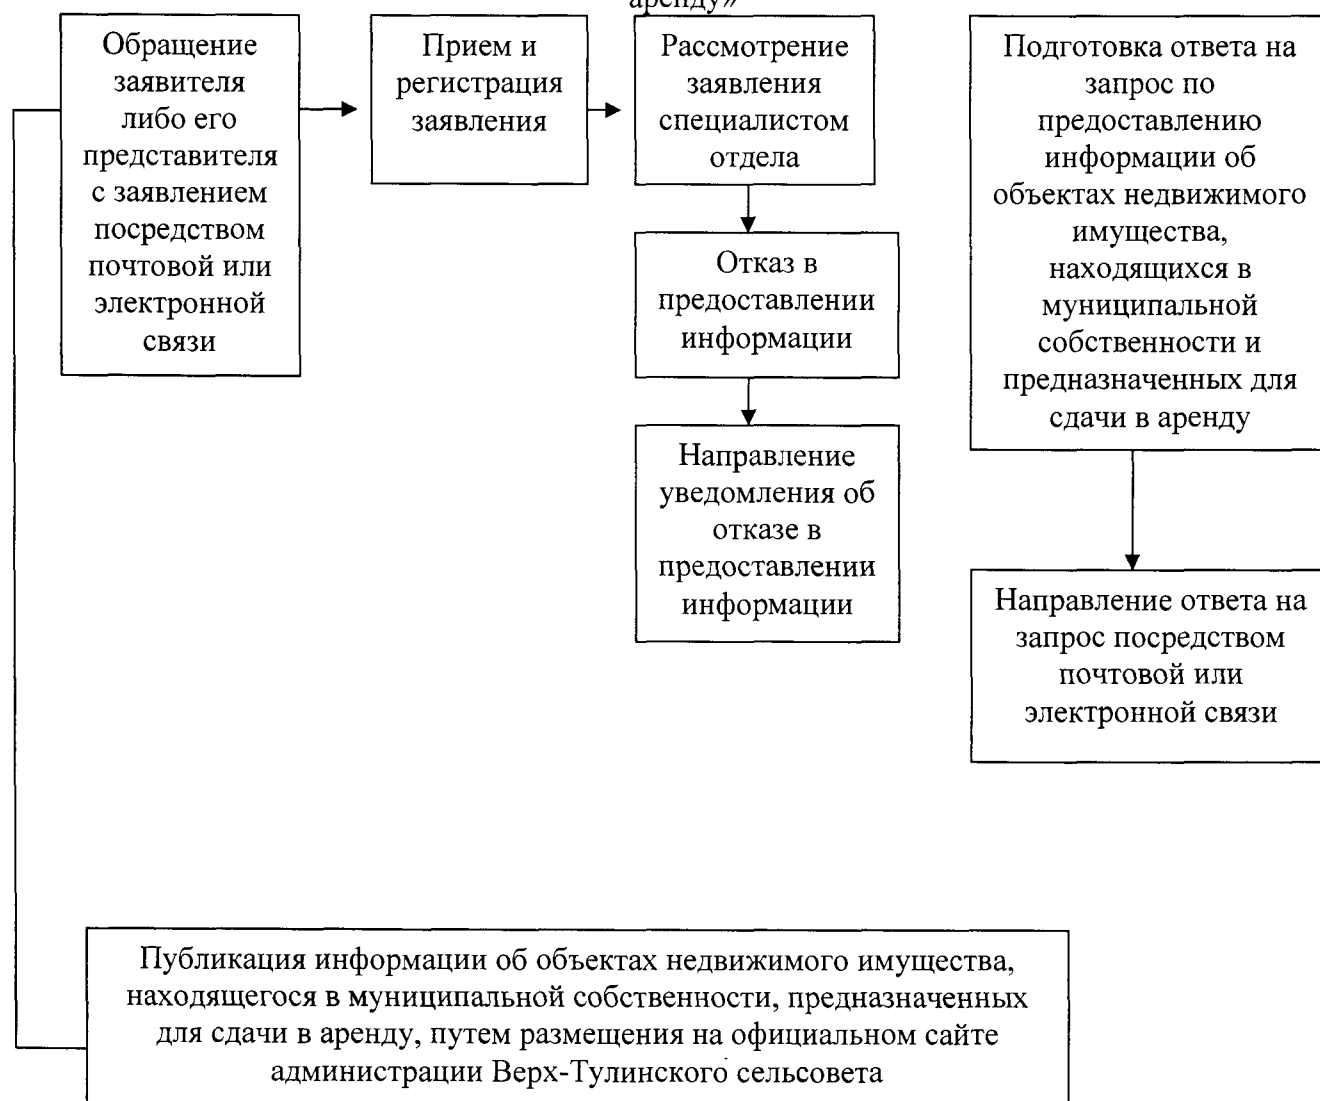 аренду»
Обращение
заявителя
либо его
представителя
с заявлением
посредством
почтовой или
электронной
связи
Прием и
регистрация
заявления
Рассмотрение
заявления
специалистом
отдела
Отказ в
предоставлении
информации
Направление
уведомления об
отказе в
предоставлении
информации
Подготовка ответа на
запрос по
предоставлению
информации об
объектах недвижимого
имущества,
находящихся в
муниципальной
собственности и
предназначенных для
сдачи в аренду
Направление ответа на
запрос посредством
почтовой или
электронной связи
Публикация информации об объектах недвижимого имущества,
находящегося в муниципальной собственности, предназначенных
для сдачи в аренду, путем размещения на официальном сайте
администрации Верх-Тулинского сельсовета